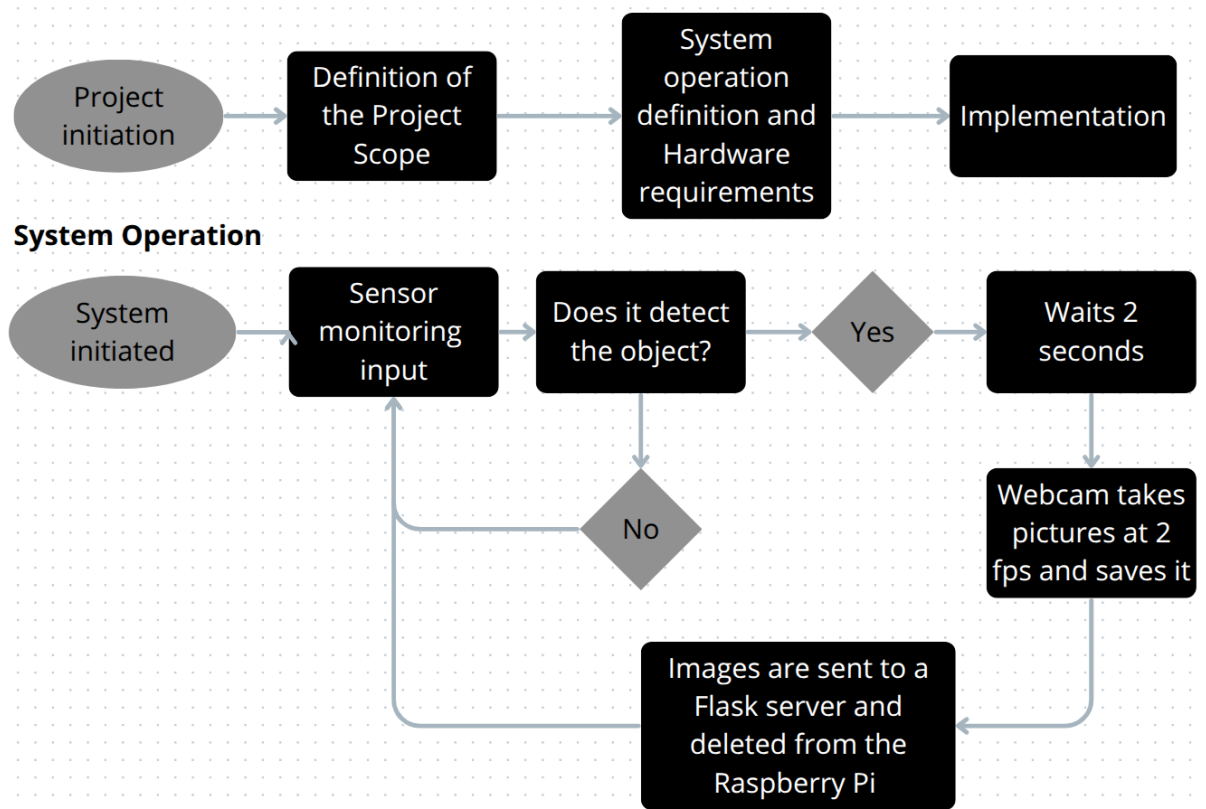 Project
initiation
Definition of
the Project
Scope
System
operation
definition and
Hardware
requirements
Implementation
System Operation
System
initiated
Sensor
monitoring
input
Does it detect
the object?
Yes
Waits 2
seconds
No
Webcam takes
pictures at 2
fps and saves it
Images are sent to a
Flask server and
deleted from the
Raspberry Pi